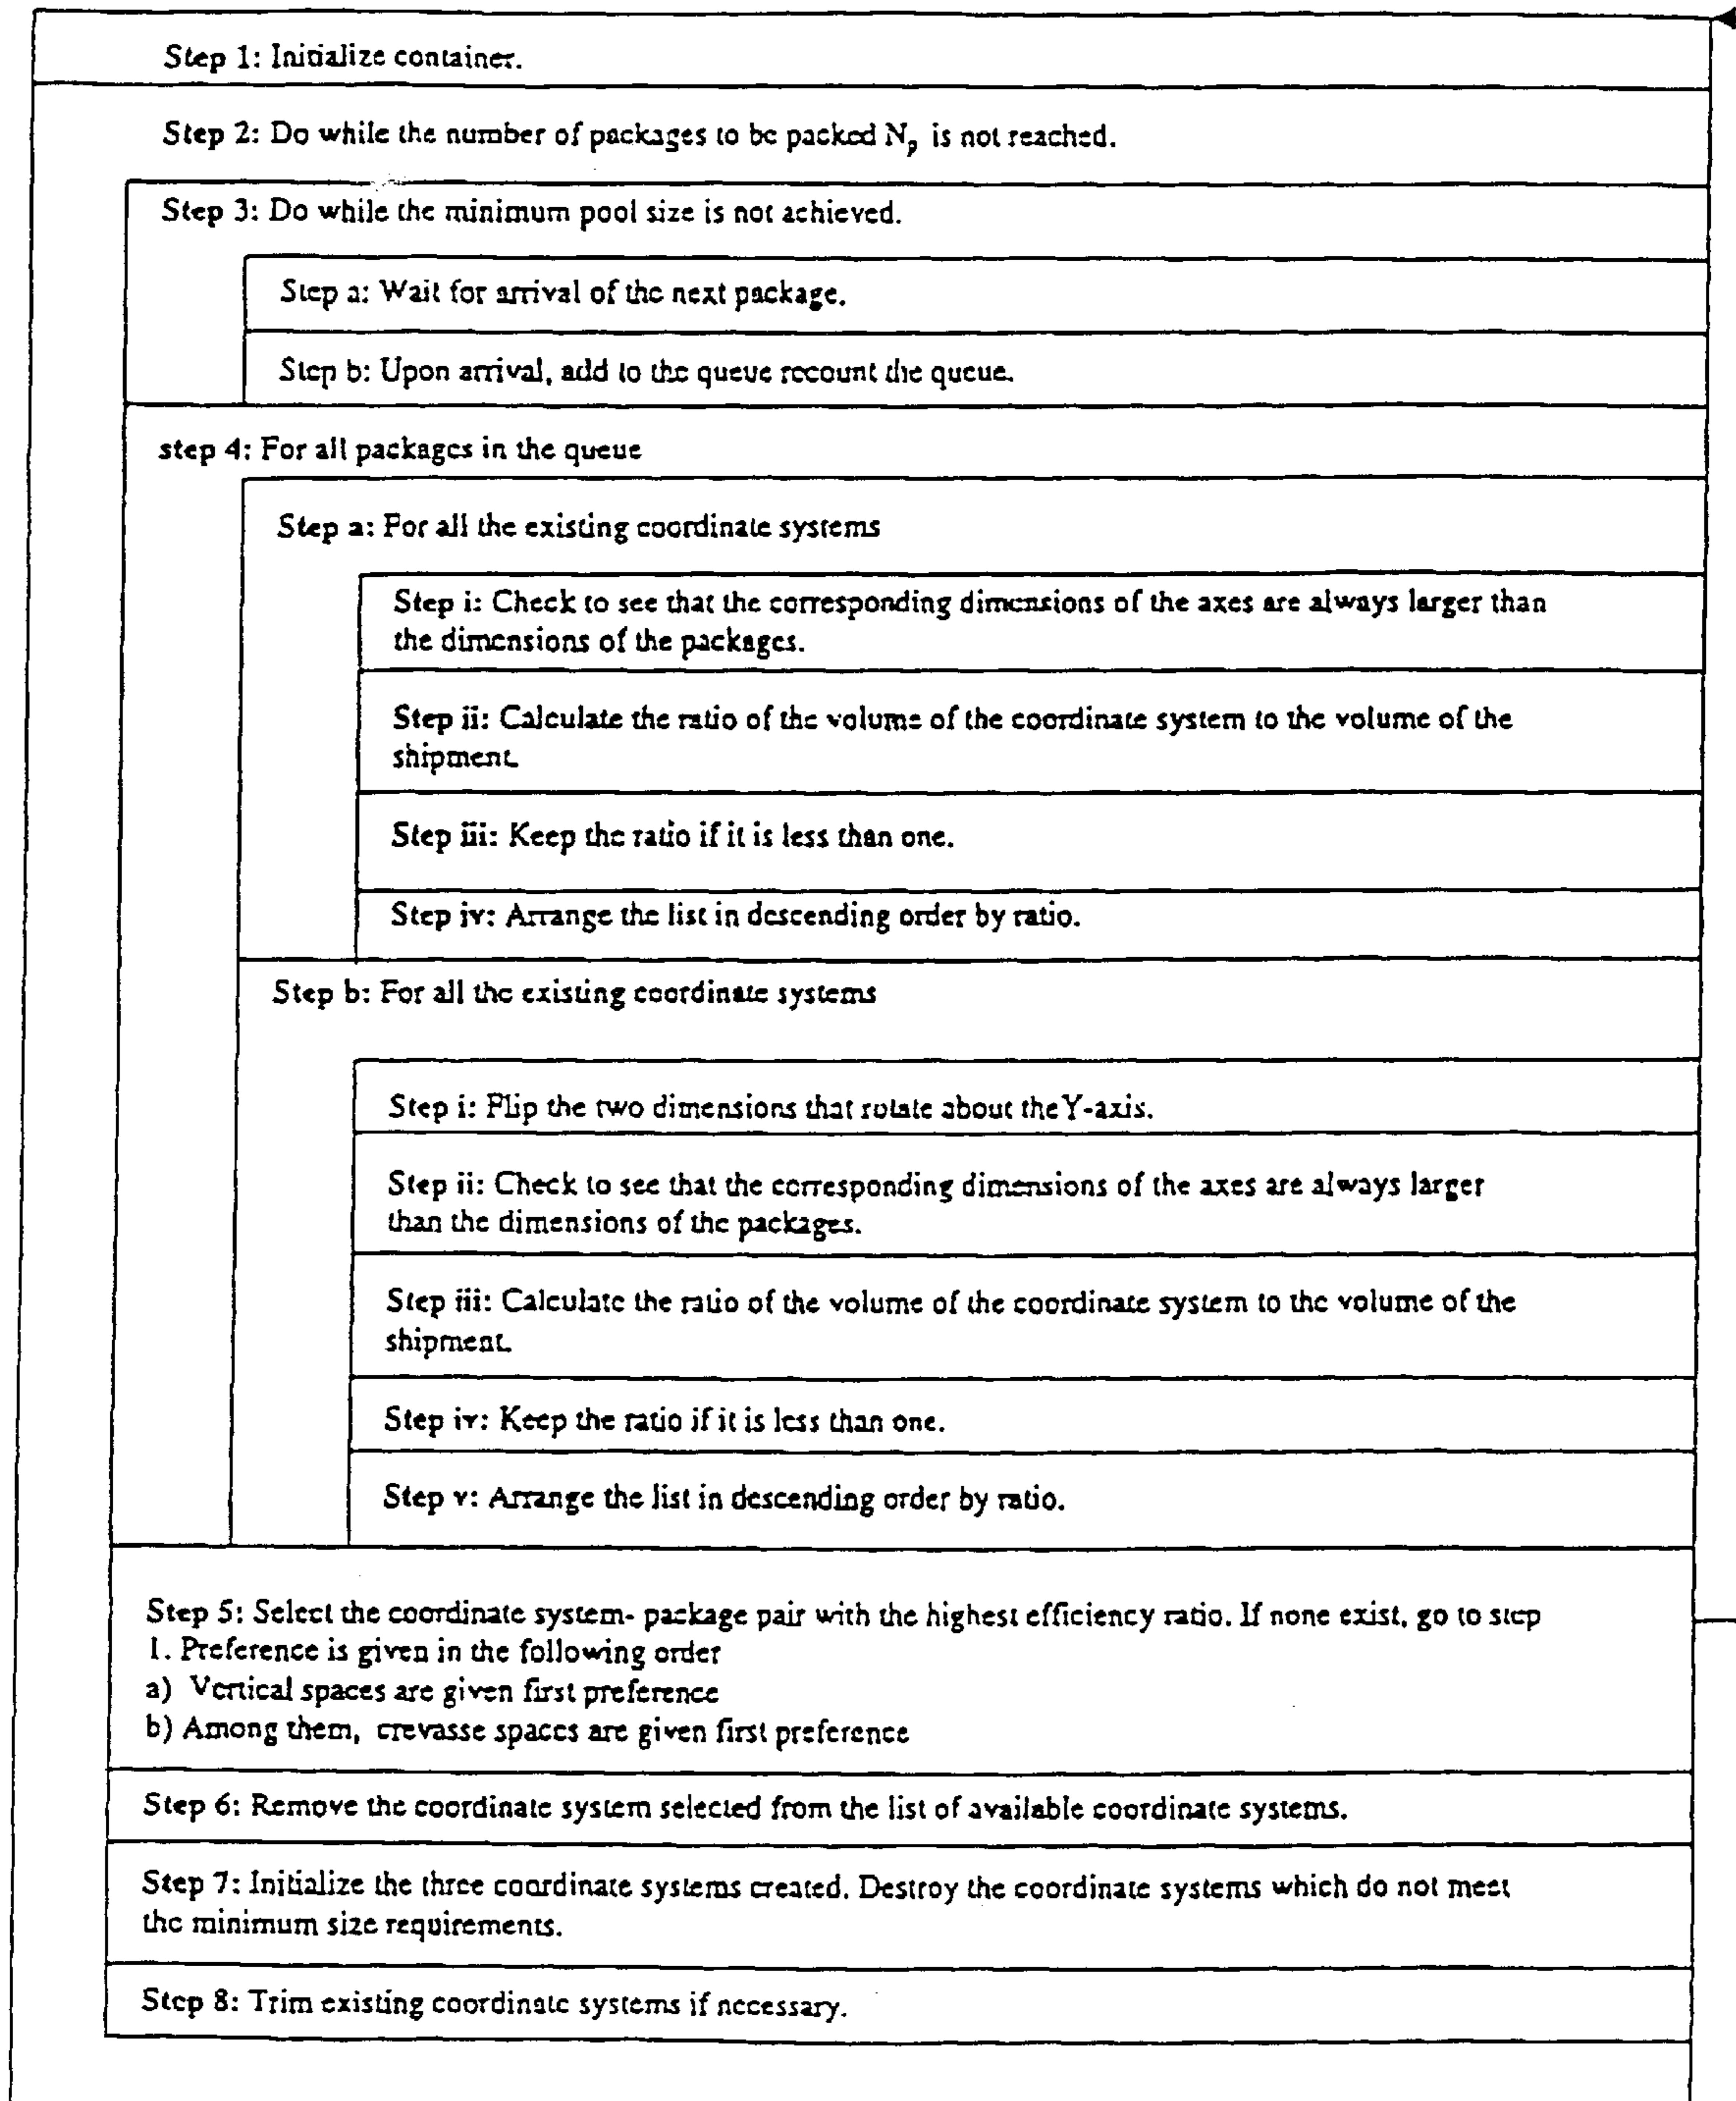 Step 1: Initialize container.
Step 2: Do while the number of packages to be packed Np is not reached.
Step 3: Do while the minimum pool size is not achieved.
Step a: Wait for arrival of the next package.
Step b: Upon arrival, add to the queue recount the queue.
step 4: For all packages in the queue
Step a: For all the existing coordinate systems
Step i: Check to see that the corresponding dimensions of the axes are always larger than
the dimensions of the packages.
Step ii: Calculate the ratio of the volume of the coordinate system to the volume of the
shipment.
Step iii: Keep the ratio if it is less than one.
Step iv: Arrange the list in descending order by ratio.
Step b: For all the existing coordinate systems
Step i: Flip the two dimensions that rotate about the Y-axis.
Step ii: Check to see that the corresponding dimensions of the axes are always larger
than the dimensions of the packages.
Step iii: Calculate the ratio of the volume of the coordinate system to the volume of the
shipment.
Step iv: Keep the ratio if it is less than one.
Step v: Arrange the list in descending order by ratio.
Step 5: Select the coordinate system- package pair with the highest efficiency ratio. If none exist, go to step
1. Preference is given in the following order
a) Vertical spaces are given first preference
b) Among them, crevasse spaces are given first preference
Step 6: Remove the coordinate system selected from the list of available coordinate systems.
Step 7: Initialize the three coordinate systems created. Destroy the coordinate systems which do not meet
the minimum size requirements.
Step 8: Trim existing coordinate systems if necessary.